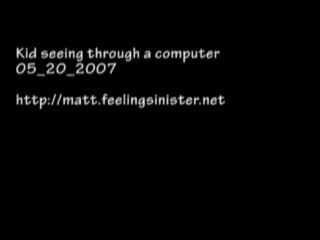 Kid seeing through a computer
05_20_2007
http://matt.feelingsinister.net